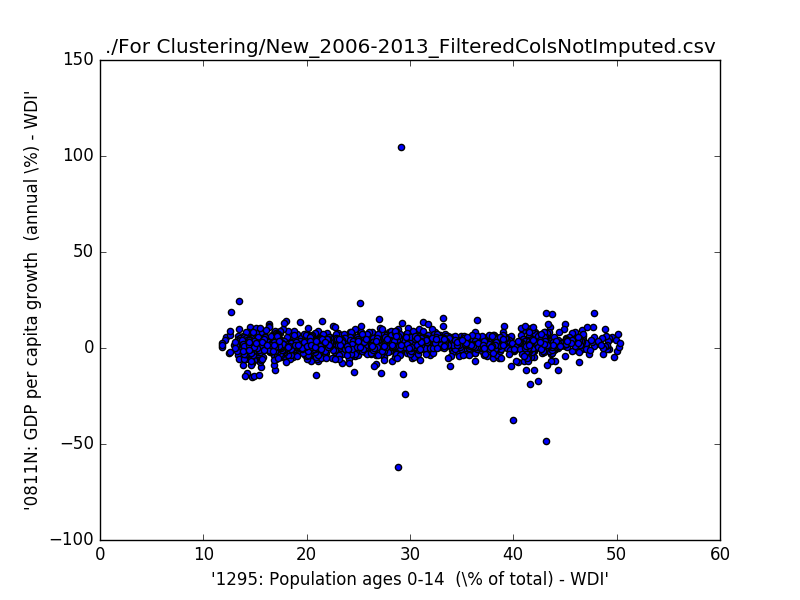 ./For Clustering/New_2006-2013_FilteredColsNotImputed.csv
150
100
50
0
−50
−100
'0811N: GDP per capita growth  (annual \%) - WDI'
0 10 20 30 40 50 60
'1295: Population ages 0-14  (\% of total) - WDI'